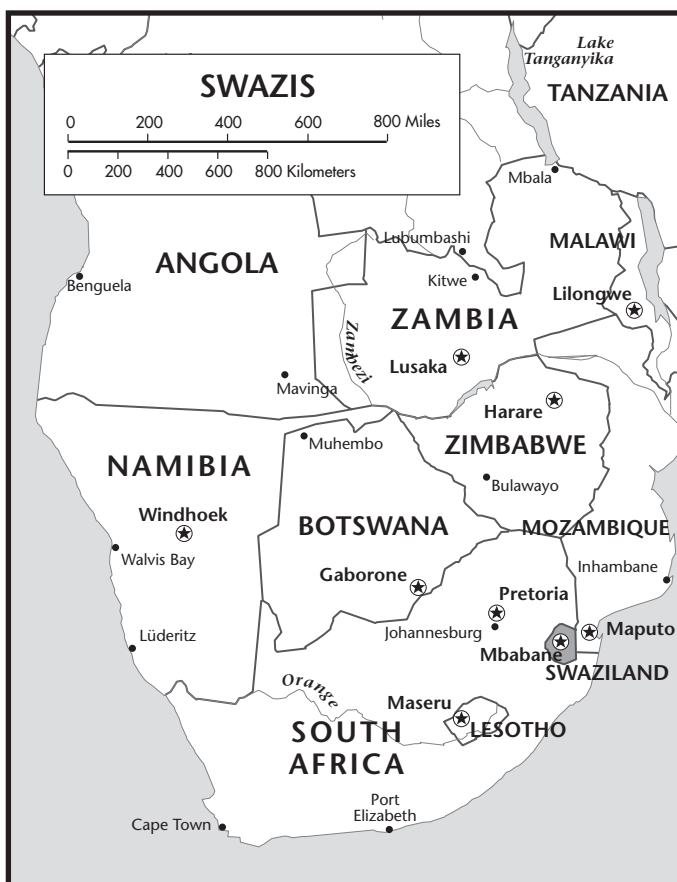 SWAZIS
0 200 400 600 800 Miles
0 200 400 600 800 Kilometers
Lake
Tanganyika
TANZANIA
Mbala
Lubumbashi
MALAWI
ANGOLA
Benguela
Kitwe
Lilongwe
ZAMBIA
Zambezi
Lusaka
Mavinga
Harare
Muhembo
ZIMBABWE
NAMIBIA
Bulawayo
Windhoek
BOTSWANA
MOZAMBIQUE
Walvis Bay
Inhambane
Gaborone
Pretoria
Lüderitz
Johannesburg
Maputo
Mbabane
SWAZILAND
Orange
Maseru
SOUTH
AFRICA
LESOTHO
Port
Elizabeth
Cape Town